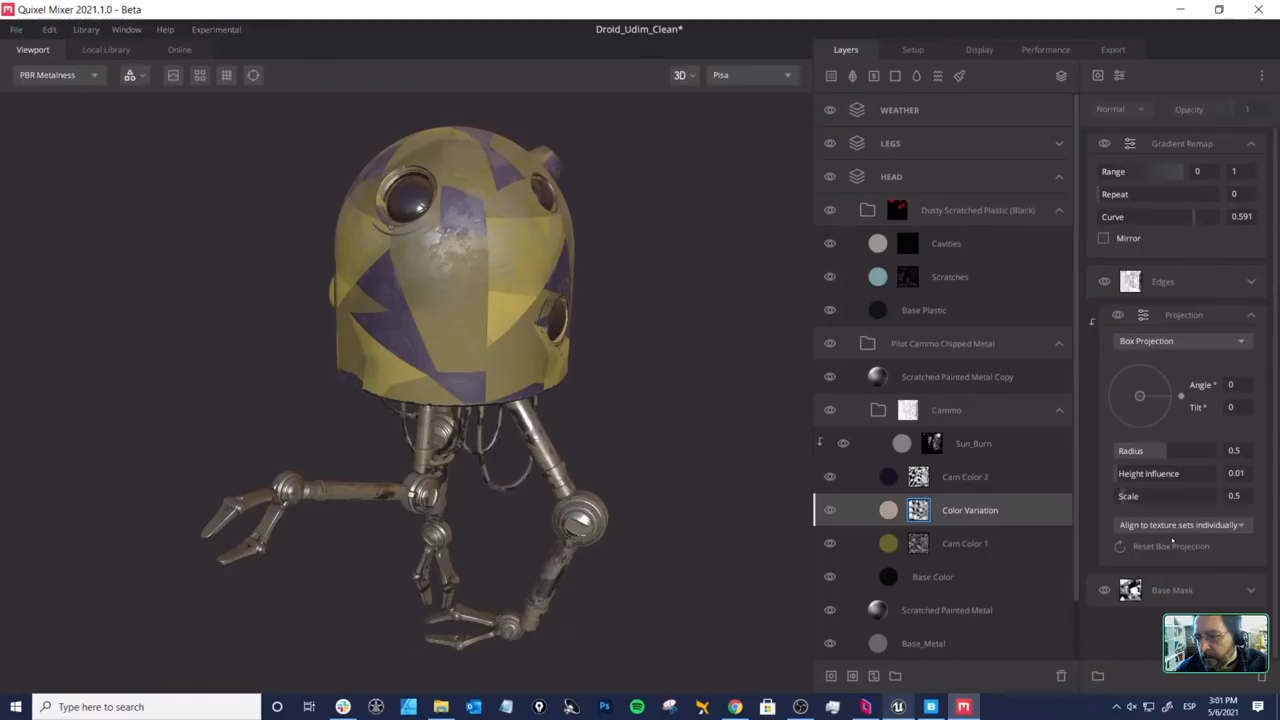 Quixel Mixer 2021.1.0 - Beta
File Edit Library Window Help Experimental
Droid_Udim_Clean*
Viewport Local Library Online
PBR Metalness
3D Pisa
Layers Setup Display Performance Export
WEATHER
LEGS
HEAD
Dusty Scratched Plastic (Black)
Cavities
Scratches
Base Plastic
Pilot Cammo Chipped Metal
Scratched Painted Metal Copy
Cammo
Sun_Burn
Cam Color 2
Color Variation
Cam Color 1
Base Color
Scratched Painted Metal
Base_Metal
Normal Opacity 1
Gradient Remap
Range 0 1
Repeat 0
Curve 0.591
Mirror
Edges
Projection
Box Projection
Angle ° 0
Tilt ° 0
Radius 0.5
Height Influence 0.01
Scale 0.5
Align to texture sets individually
Reset Box Projection
Base Mask
Type here to search
ESP
3:01 PM
5/6/2021